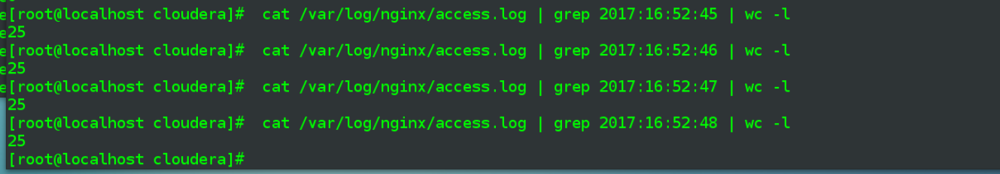 [root@localhost cloudera]#  cat /var/log/nginx/access.log | grep 2017:16:52:45 | wc -l
25
[root@localhost cloudera]#  cat /var/log/nginx/access.log | grep 2017:16:52:46 | wc -l
25
[root@localhost cloudera]#  cat /var/log/nginx/access.log | grep 2017:16:52:47 | wc -l
25
[root@localhost cloudera]#  cat /var/log/nginx/access.log | grep 2017:16:52:48 | wc -l
25
[root@localhost cloudera]#